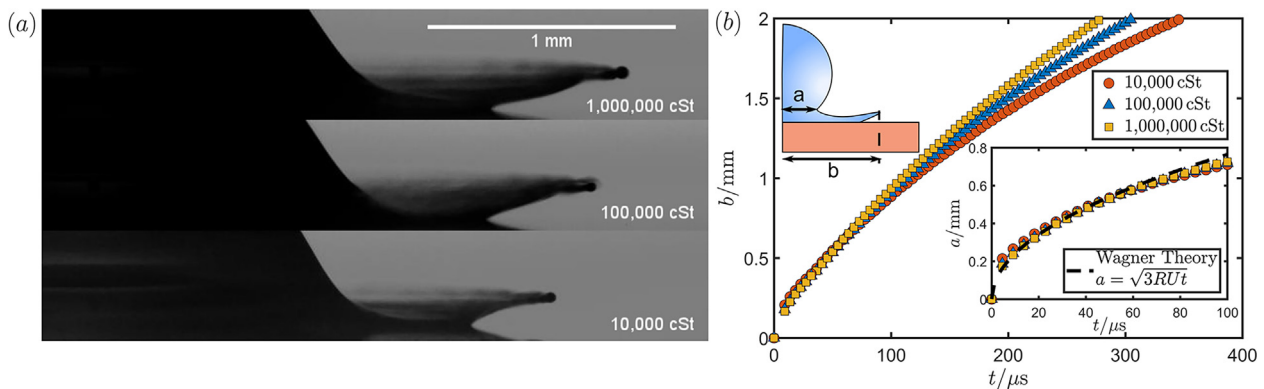 (a)
1 mm
1,000,000 cSt
100,000 cSt
10,000 cSt
(b)
b/mm
2
1.5
1
0.5
0
0
100
200
300
400
t/μs
a
b
l
10,000 cSt
100,000 cSt
1,000,000 cSt
a/mm
0.8
0.6
0.4
0.2
0
0
20
40
60
80
100
t/μs
Wagner Theory
a = √3RUt